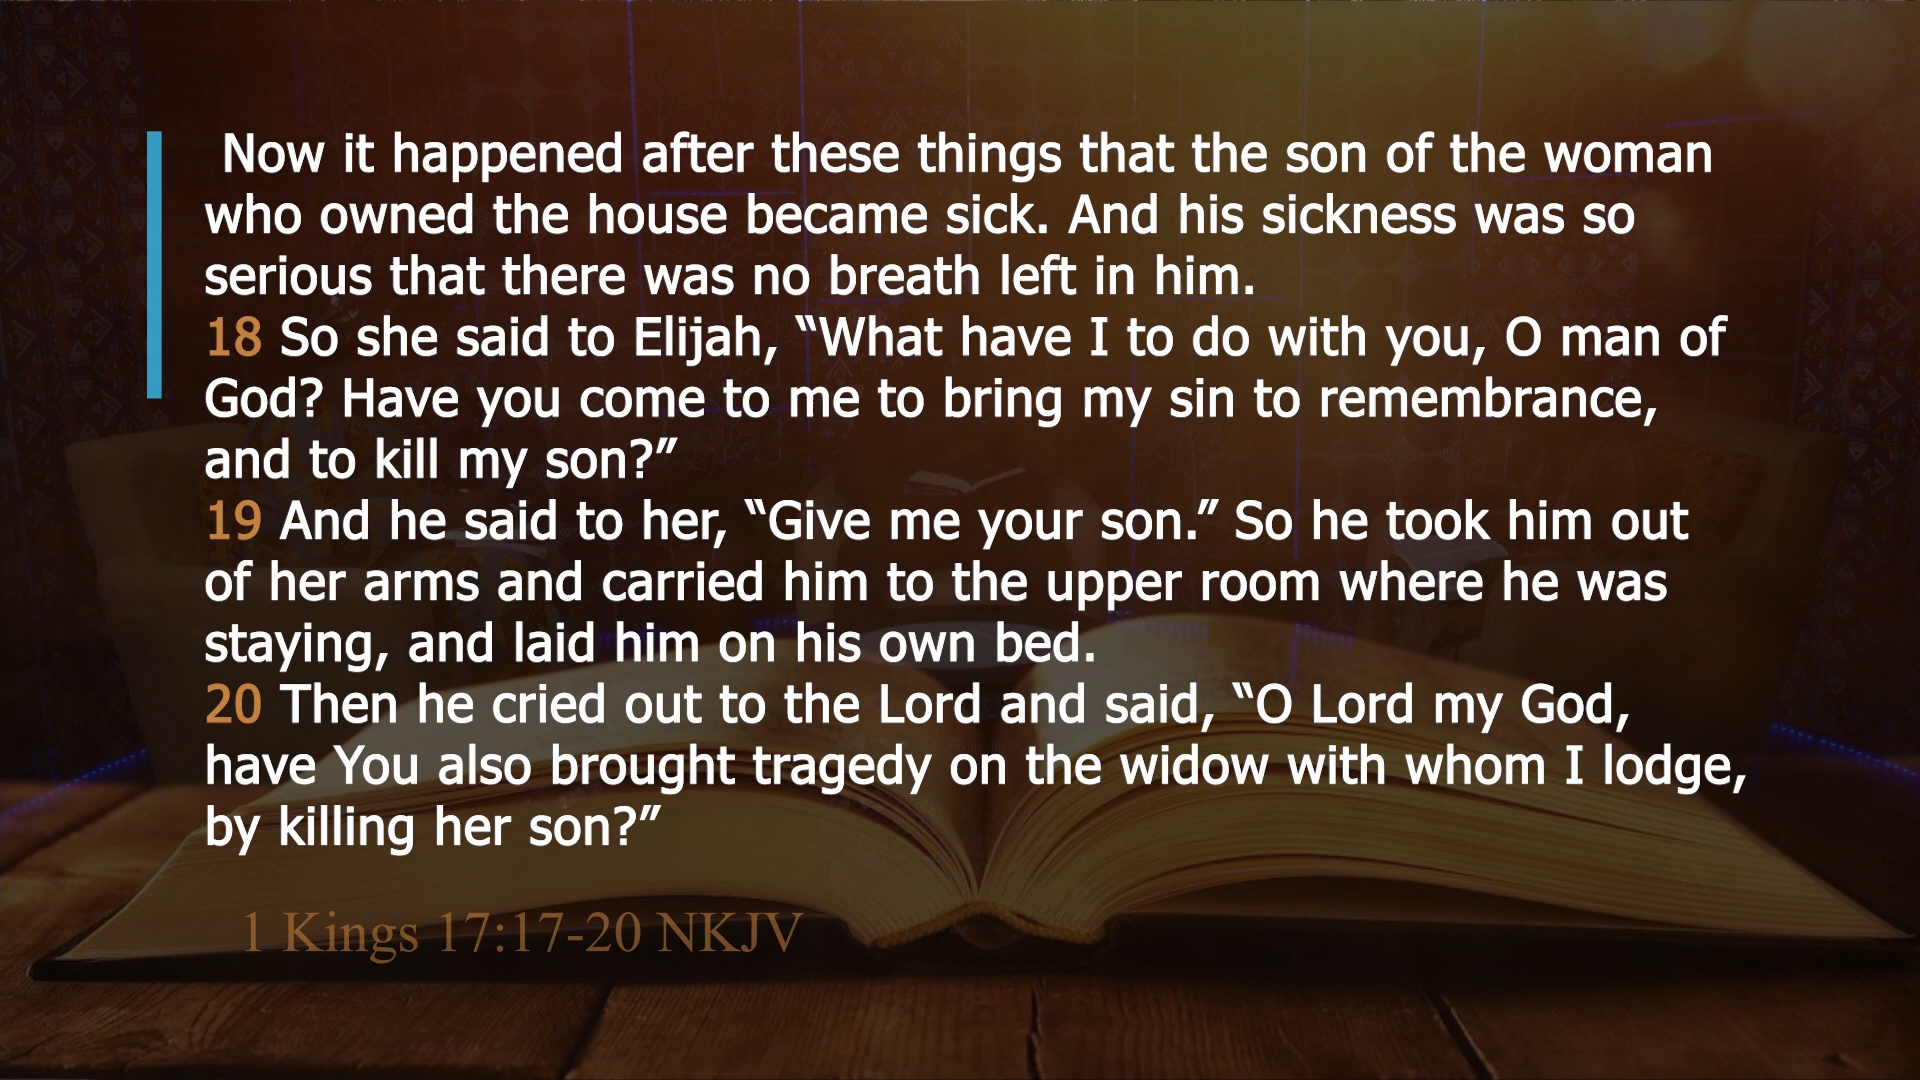 Now it happened after these things that the son of the woman
who owned the house became sick. And his sickness was so
serious that there was no breath left in him.
18 So she said to Elijah, “What have I to do with you, O man of
God? Have you come to me to bring my sin to remembrance,
and to kill my son?”
19 And he said to her, “Give me your son.” So he took him out
of her arms and carried him to the upper room where he was
staying, and laid him on his own bed.
20 Then he cried out to the Lord and said, “O Lord my God,
have You also brought tragedy on the widow with whom I lodge,
by killing her son?”
1 Kings 17:17-20 NKJV